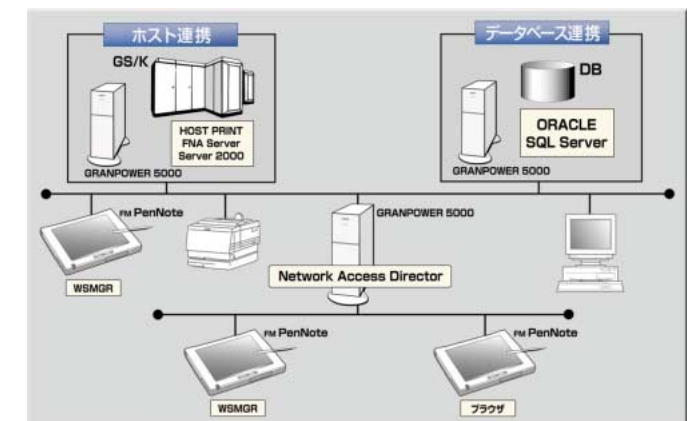 ホスト連携
データベース連携
GS/K
DB
HOST PRINT
FNA Server
Server 2000
ORACLE
SQL Server
GRANPOWER 5000
GRANPOWER 5000
FM PenNote
GRANPOWER 5000
WSMGR
Network Access Director
FM PenNote
FM PenNote
WSMGR
ブラウザ